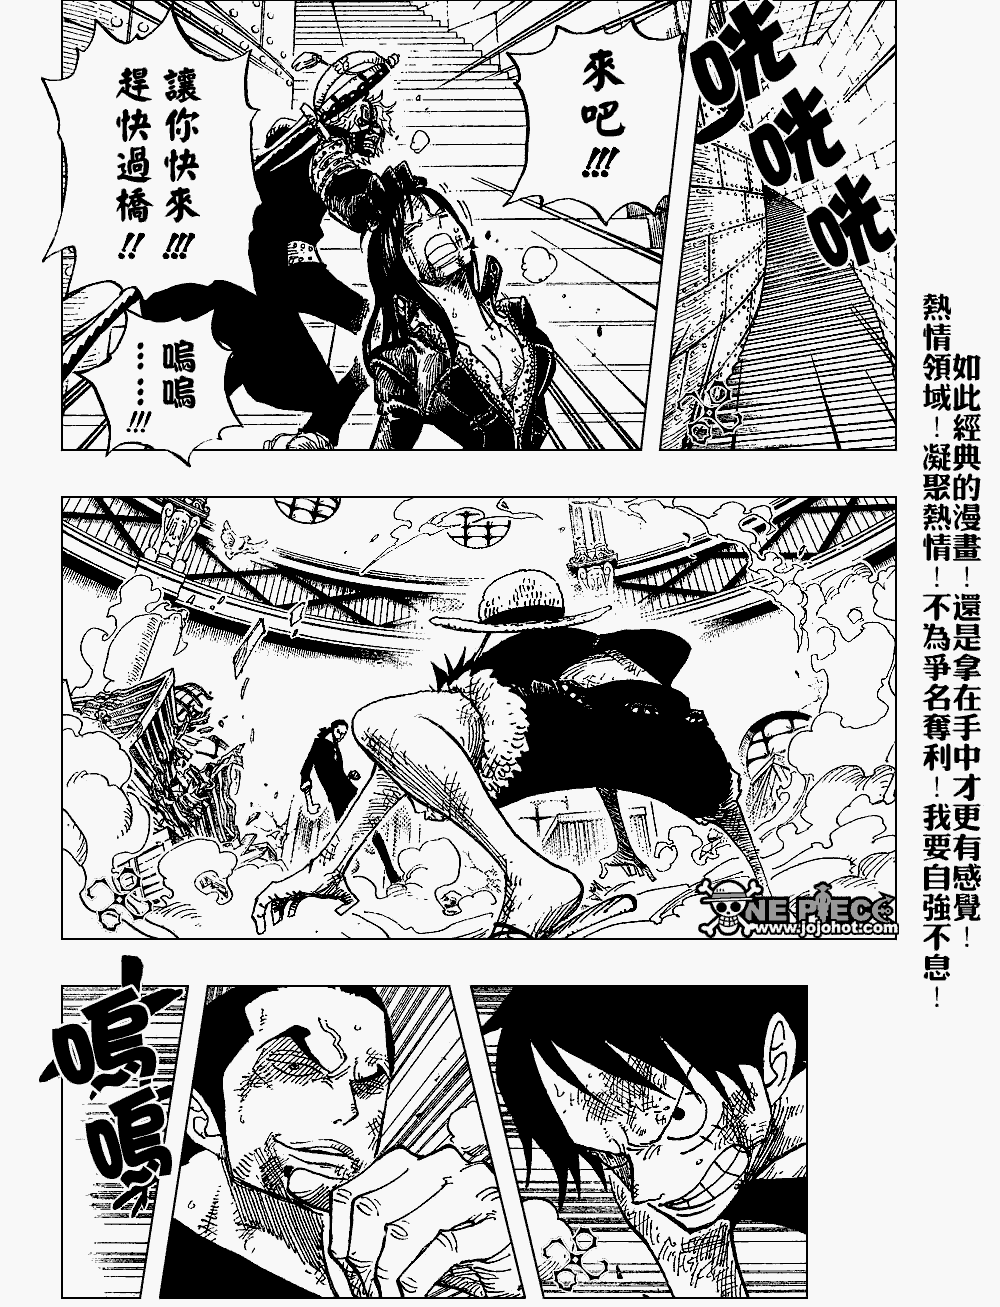 咣
咣
咣
來吧!!!
讓你快來!!!
趕快過橋!!
嗚嗚
……!!!
如此經典的漫畫！還是拿在手中才更有感覺！
熱情領域！凝聚熱情！不為爭名奪利！我要自強不息！
ONE PIECE
www.jojohot.com
嗚
嗚